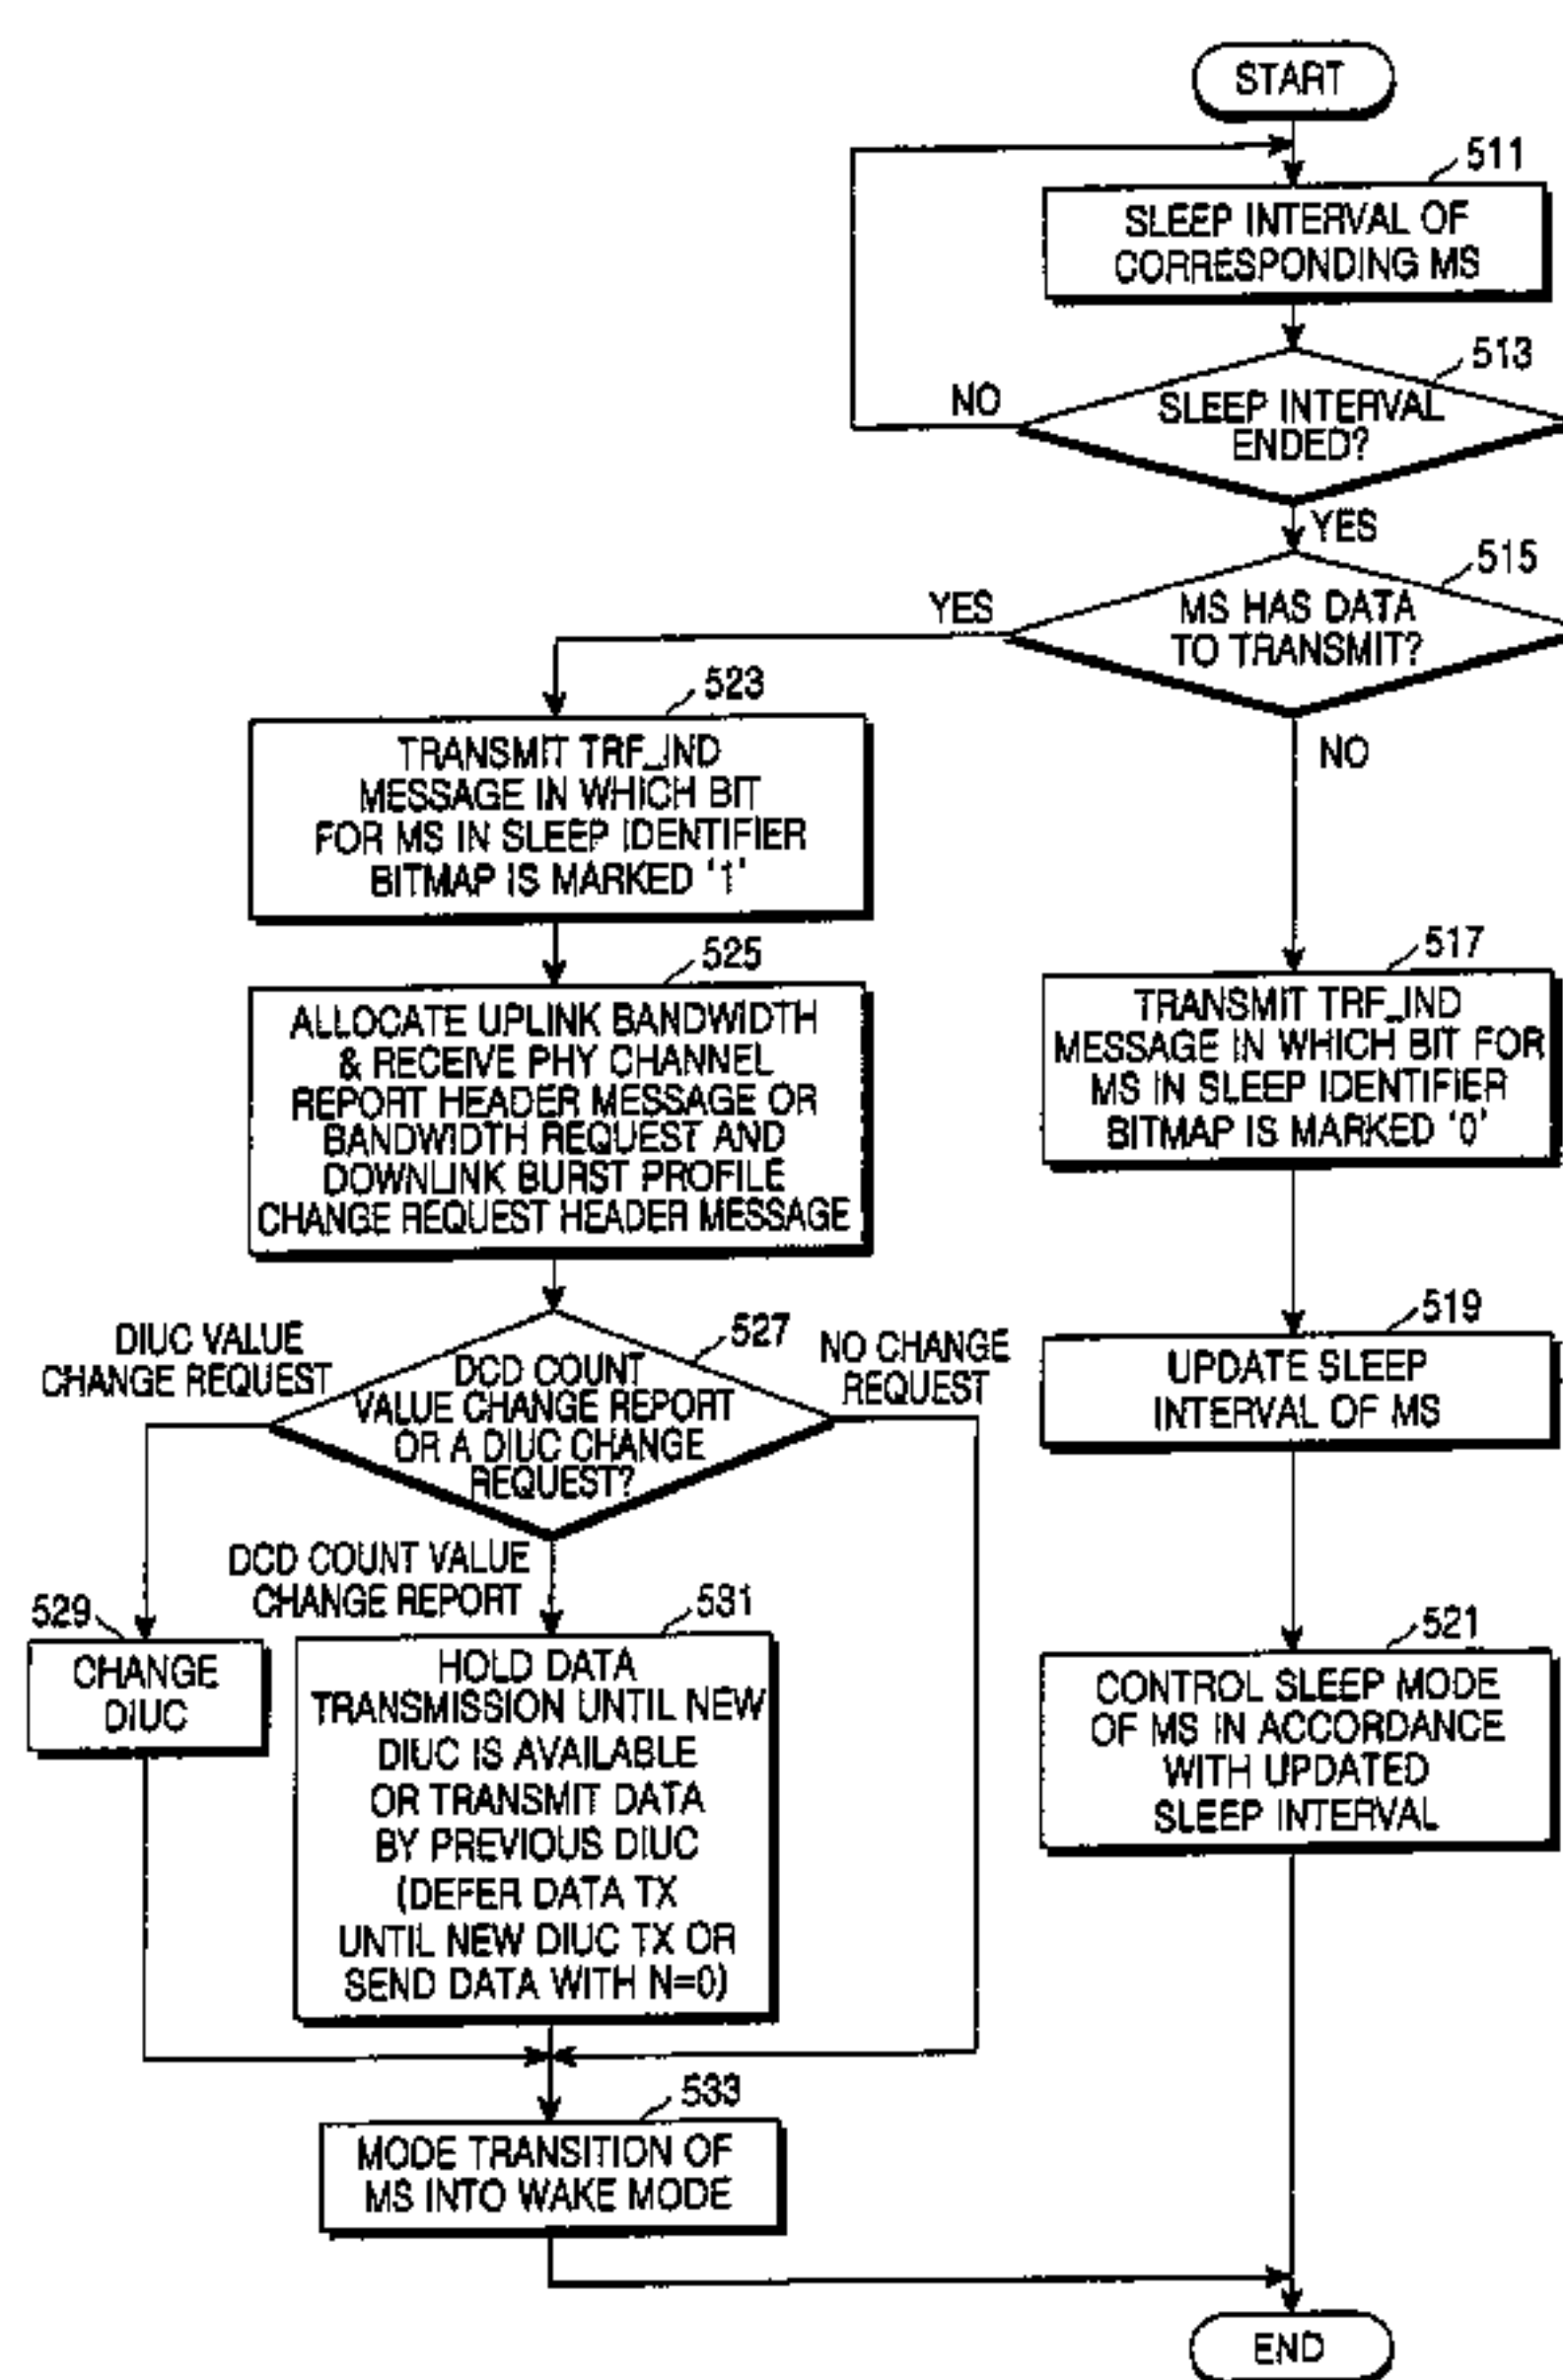 START
511
SLEEP INTERVAL OF
CORRESPONDING MS
513
NO
SLEEP INTERVAL
ENDED?
YES
515
YES
MS HAS DATA
TO TRANSMIT?
NO
523
TRANSMIT TRF_IND
MESSAGE IN WHICH BIT
FOR MS IN SLEEP IDENTIFIER
BITMAP IS MARKED '1'
525
ALLOCATE UPLINK BANDWIDTH
& RECEIVE PHY CHANNEL
REPORT HEADER MESSAGE OR
BANDWIDTH REQUEST AND
DOWNLINK BURST PROFILE
CHANGE REQUEST HEADER MESSAGE
517
TRANSMIT TRF_IND
MESSAGE IN WHICH BIT FOR
MS IN SLEEP IDENTIFIER
BITMAP IS MARKED '0'
519
UPDATE SLEEP
INTERVAL OF MS
527
DIUC VALUE
CHANGE REQUEST
DCD COUNT
VALUE CHANGE REPORT
OR A DIUC CHANGE
REQUEST?
NO CHANGE
REQUEST
DCD COUNT VALUE
CHANGE REPORT
529
CHANGE
DIUC
531
HOLD DATA
TRANSMISSION UNTIL NEW
DIUC IS AVAILABLE
OR TRANSMIT DATA
BY PREVIOUS DIUC
(DEFER DATA TX
UNTIL NEW DIUC TX OR
SEND DATA WITH N=0)
521
CONTROL SLEEP MODE
OF MS IN ACCORDANCE
WITH UPDATED
SLEEP INTERVAL
533
MODE TRANSITION OF
MS INTO WAKE MODE
END